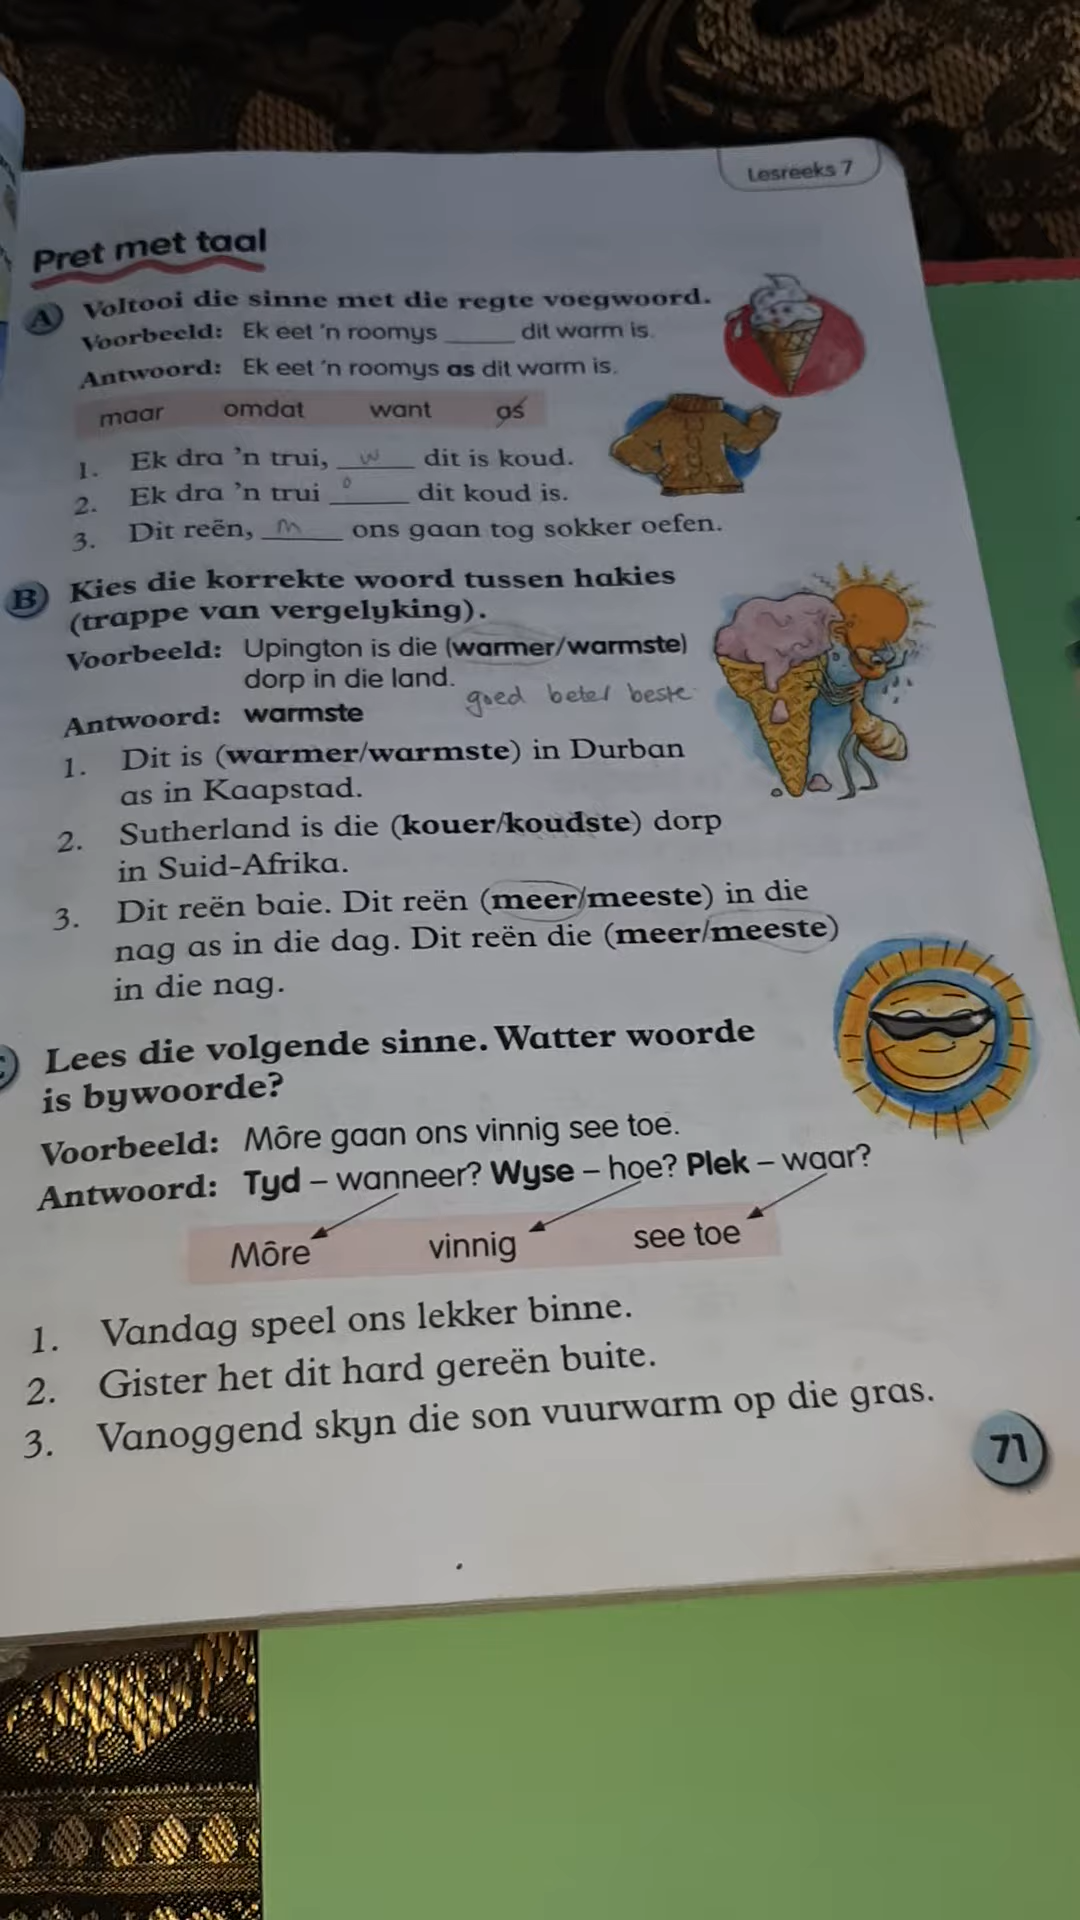 Lesreeks 7
Pret met taal
A Voltooi die sinne met die regte voegwoord.
Voorbeeld: Ek eet 'n roomys _____ dit warm is.
Antwoord: Ek eet 'n roomys as dit warm is.
maar omdat want as
1. Ek dra 'n trui, __w__ dit is koud.
2. Ek dra 'n trui __o__ dit koud is.
3. Dit reën, __m__ ons gaan tog sokker oefen.
B Kies die korrekte woord tussen hakies
(trappe van vergelyking).
Voorbeeld: Upington is die (warmer/warmste)
dorp in die land.
goed beter beste
Antwoord: warmste
1. Dit is (warmer/warmste) in Durban
as in Kaapstad.
2. Sutherland is die (kouer/koudste) dorp
in Suid-Afrika.
3. Dit reën baie. Dit reën (meer/meeste) in die
nag as in die dag. Dit reën die (meer/meeste)
in die nag.
Lees die volgende sinne. Watter woorde
is bywoorde?
Voorbeeld: Môre gaan ons vinnig see toe.
Antwoord: Tyd – wanneer? Wyse – hoe? Plek – waar?
Môre vinnig see toe
1. Vandag speel ons lekker binne.
2. Gister het dit hard gereën buite.
3. Vanoggend skyn die son vuurwarm op die gras.
71